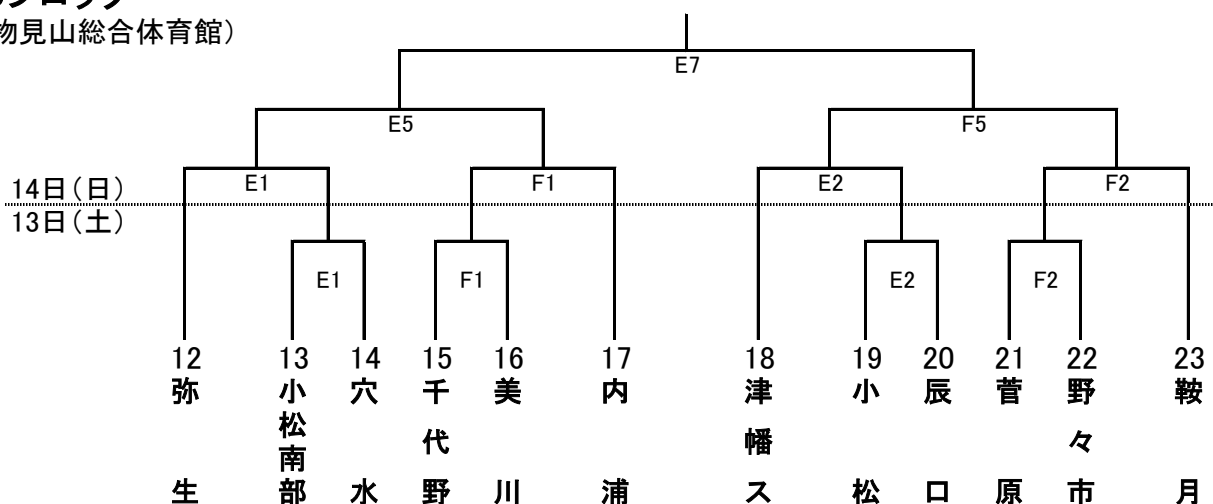 物見山総合体育館）
E7
E5 F5
E1 F1 E2 F2
14日（日）
13日（土）
E1 F1 E2 F2
12 13 14 15 16 17 18 19 20 21 22 23
弥生
小松南部
穴水
千代野
美川
内浦
津幡ス
小松
辰口
菅原
野々市
鞍月